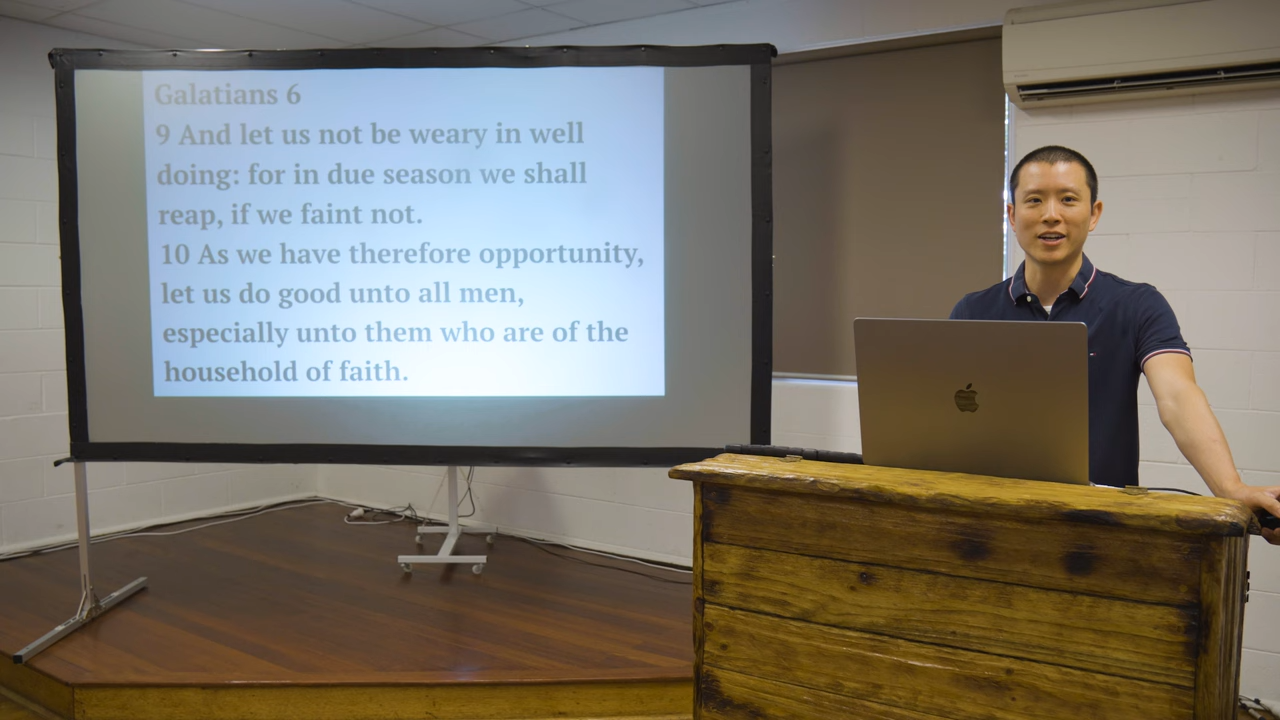 Galatians 6
9 And let us not be weary in well
doing: for in due season we shall
reap, if we faint not.
10 As we have therefore opportunity,
let us do good unto all men,
especially unto them who are of the
household of faith.